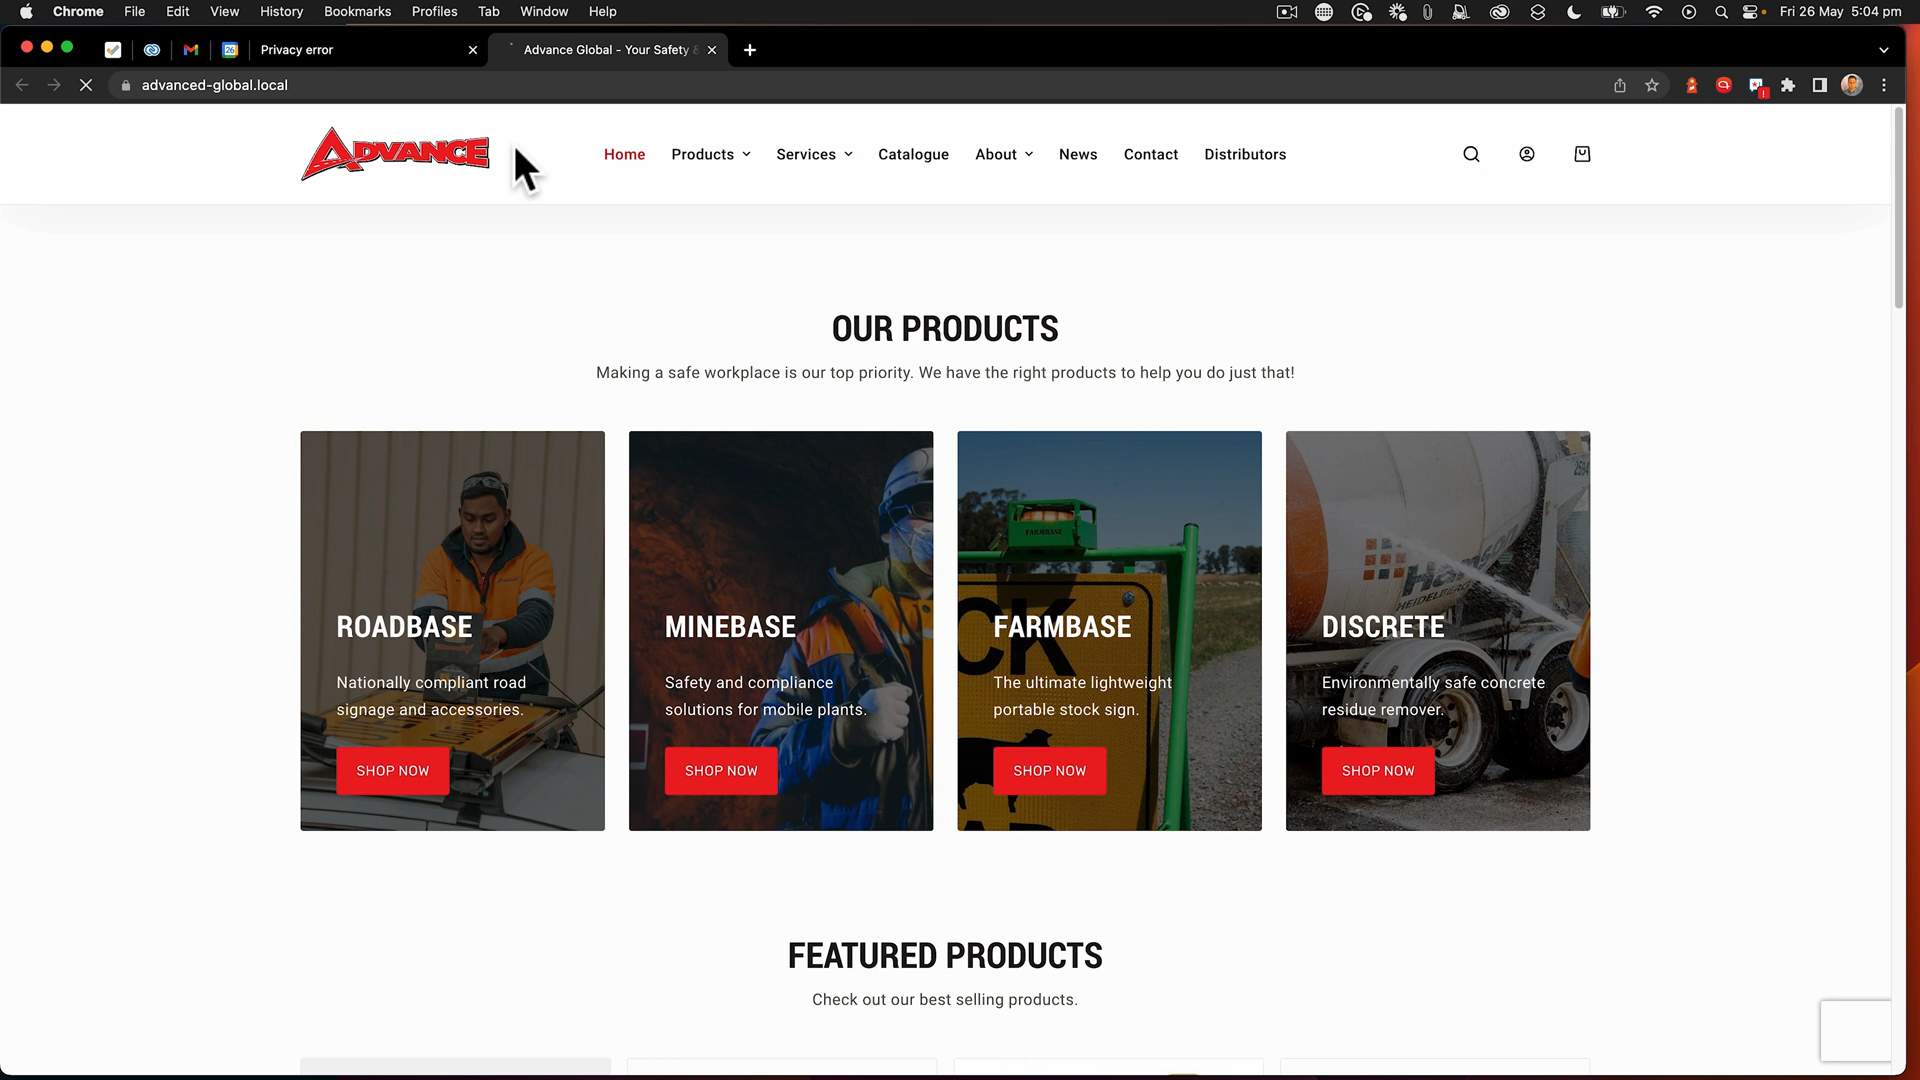 Chrome File Edit View History Bookmarks Profiles Tab Window Help Fri 26 May 5:04 pm
26 Privacy error Advance Global - Your Safety
advanced-global.local
ADVANCE Home Products Services Catalogue About News Contact Distributors
OUR PRODUCTS
Making a safe workplace is our top priority. We have the right products to help you do just that!
ROADBASE
Nationally compliant road
signage and accessories.
SHOP NOW
MINEBASE
Safety and compliance
solutions for mobile plants.
SHOP NOW
FARMBASE
CK
FARMBASE
The ultimate lightweight
portable stock sign.
SHOP NOW
Hanson
HEIDELBERG
DISCRETE
Environmentally safe concrete
residue remover.
SHOP NOW
FEATURED PRODUCTS
Check out our best selling products.